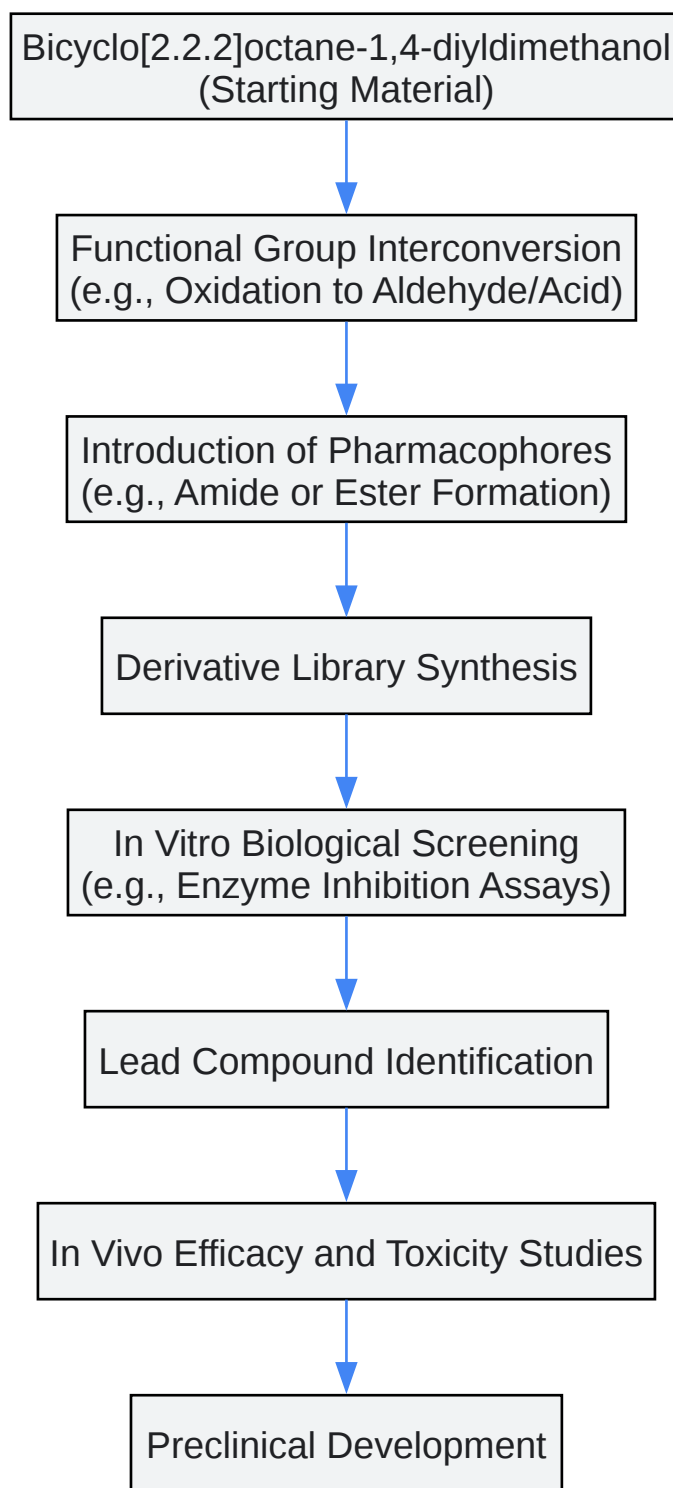 Bicyclo[2.2.2]octane-1,4-diyldimethanol
(Starting Material)
Functional Group Interconversion
(e.g., Oxidation to Aldehyde/Acid)
Introduction of Pharmacophores
(e.g., Amide or Ester Formation)
Derivative Library Synthesis
In Vitro Biological Screening
(e.g., Enzyme Inhibition Assays)
Lead Compound Identification
In Vivo Efficacy and Toxicity Studies
Preclinical Development